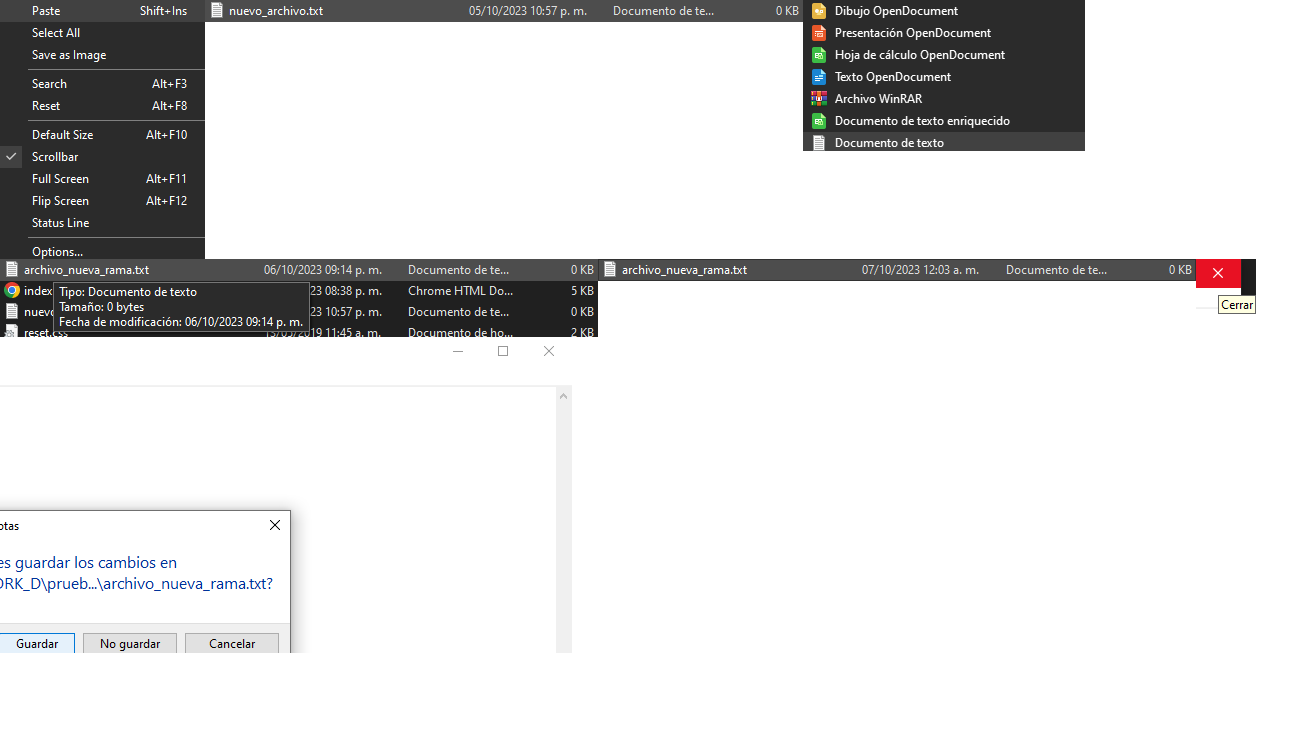 Paste Shift+Ins
Select All
Save as Image
Search Alt+F3
Reset Alt+F8
Default Size Alt+F10
Scrollbar
Full Screen Alt+F11
Flip Screen Alt+F12
Status Line
Options...
nuevo_archivo.txt 05/10/2023 10:57 p. m. Documento de te... 0 KB
Dibujo OpenDocument
Presentación OpenDocument
Hoja de cálculo OpenDocument
Texto OpenDocument
Archivo WinRAR
Documento de texto enriquecido
Documento de texto
archivo_nueva_rama.txt 06/10/2023 09:14 p. m. Documento de te... 0 KB
index 23 08:38 p. m. Chrome HTML Do... 5 KB
nuevo 23 10:57 p. m. Documento de te... 0 KB
reset.css 11:45 a. m. Documento de ho... 2 KB
Tipo: Documento de texto
Tamaño: 0 bytes
Fecha de modificación: 06/10/2023 09:14 p. m.
archivo_nueva_rama.txt 07/10/2023 12:03 a. m. Documento de te... 0 KB
Cerrar
otas
es guardar los cambios en
ORK_D\prueb...\archivo_nueva_rama.txt?
Guardar No guardar Cancelar